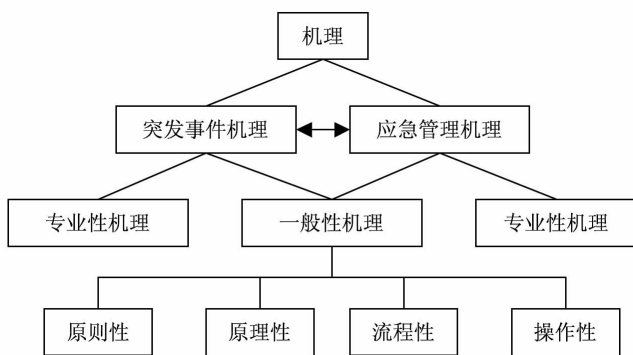 机理
突发事件机理
应急管理机理
专业性机理
一般性机理
专业性机理
原则性
原理性
流程性
操作性